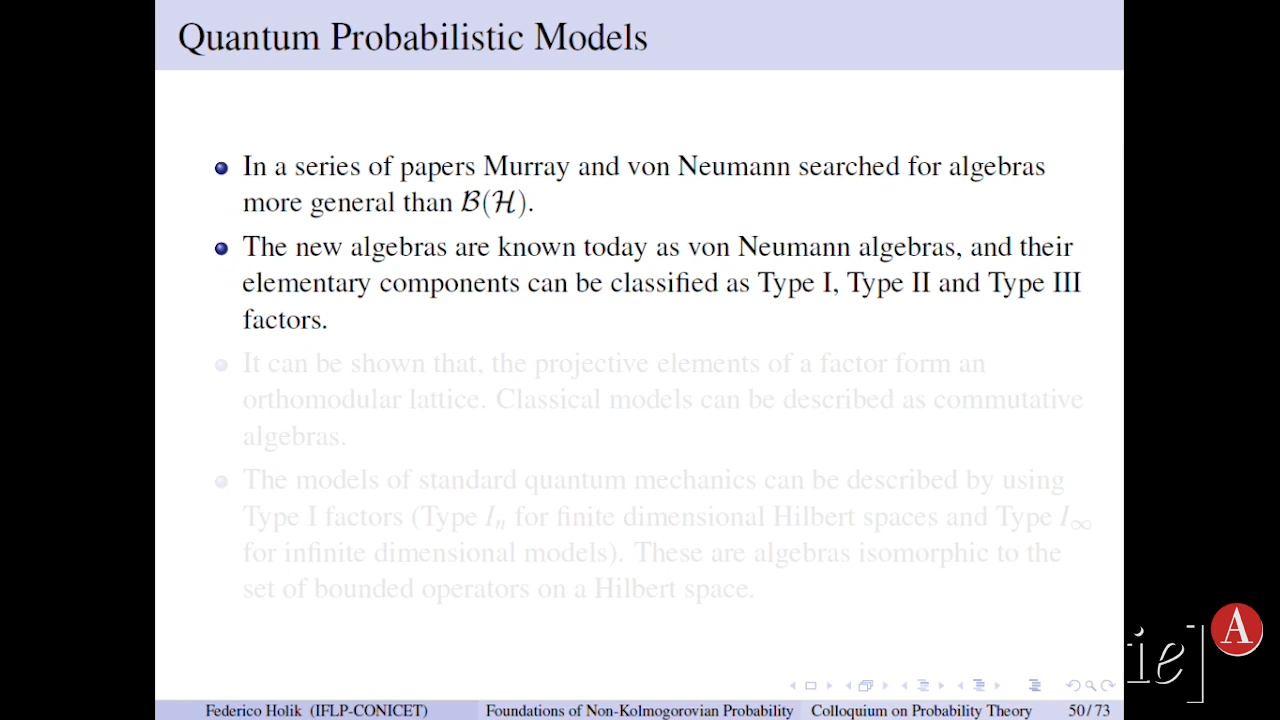 Quantum Probabilistic Models
In a series of papers Murray and von Neumann searched for algebras
more general than 𝓑(𝓗).
The new algebras are known today as von Neumann algebras, and their
elementary components can be classified as Type I, Type II and Type III
factors.
It can be shown that, the projective elements of a factor form an
orthomodular lattice. Classical models can be described as commutative
algebras.
The models of standard quantum mechanics can be described by using
Type I factors (Type Iₙ for finite dimensional Hilbert spaces and Type I∞
for infinite dimensional models). These are algebras isomorphic to the
set of bounded operators on a Hilbert space.
ie] A
Federico Holik (IFLP-CONICET) Foundations of Non-Kolmogorovian Probability Colloquium on Probability Theory 50 / 73